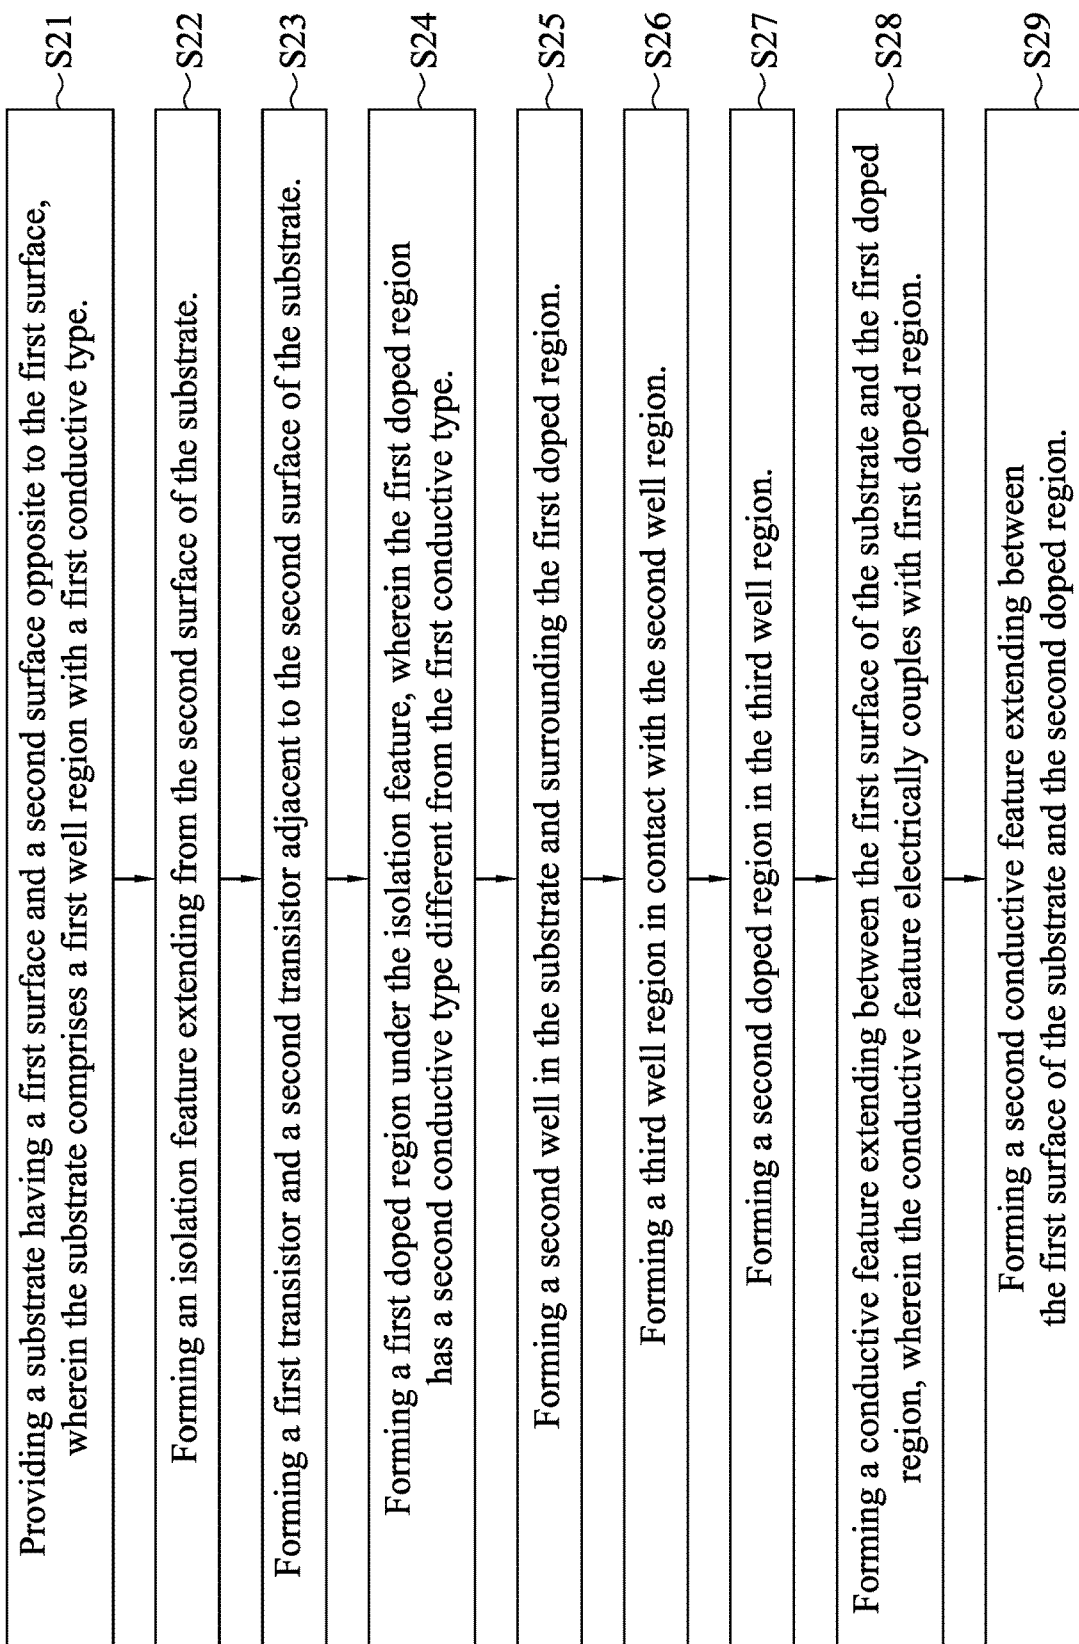 Providing a substrate having a first surface and a second surface opposite to the first surface,
wherein the substrate comprises a first well region with a first conductive type.
S21
Forming an isolation feature extending from the second surface of the substrate.
S22
Forming a first transistor and a second transistor adjacent to the second surface of the substrate.
S23
Forming a first doped region under the isolation feature, wherein the first doped region
has a second conductive type different from the first conductive type.
S24
Forming a second well in the substrate and surrounding the first doped region.
S25
Forming a third well region in contact with the second well region.
S26
Forming a second doped region in the third well region.
S27
Forming a conductive feature extending between the first surface of the substrate and the first doped
region, wherein the conductive feature electrically couples with first doped region.
S28
Forming a second conductive feature extending between
the first surface of the substrate and the second doped region.
S29